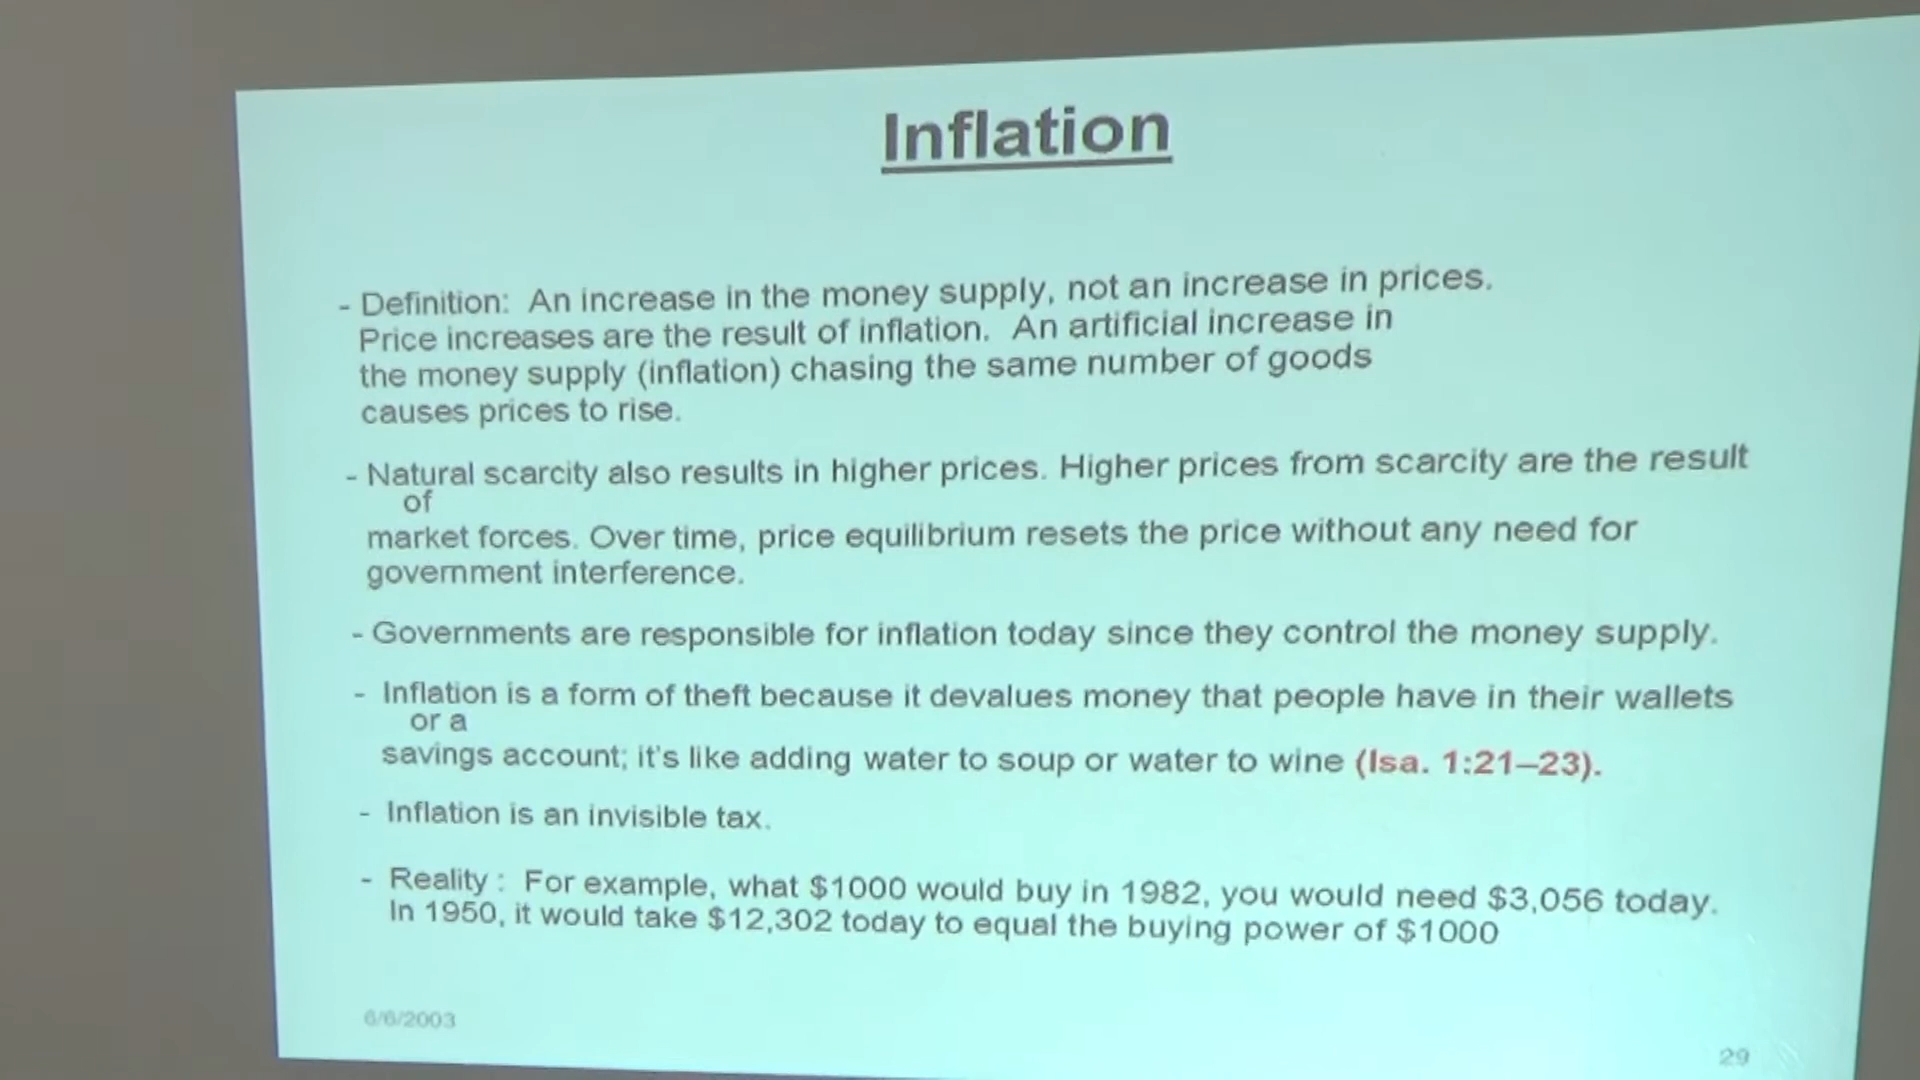 Inflation
- Definition: An increase in the money supply, not an increase in prices.
Price increases are the result of inflation. An artificial increase in
the money supply (inflation) chasing the same number of goods
causes prices to rise.
- Natural scarcity also results in higher prices. Higher prices from scarcity are the result
of
market forces. Over time, price equilibrium resets the price without any need for
government interference.
- Governments are responsible for inflation today since they control the money supply.
- Inflation is a form of theft because it devalues money that people have in their wallets
or a
savings account; it's like adding water to soup or water to wine (Isa. 1:21–23).
- Inflation is an invisible tax.
- Reality : For example, what $1000 would buy in 1982, you would need $3,056 today.
In 1950, it would take $12,302 today to equal the buying power of $1000
6/6/2003
29